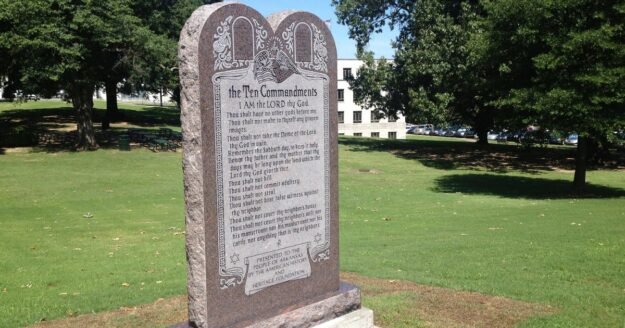 the Ten Commandments
I AM the LORD thy God.
Thou shalt have no other gods before me.
Thou shalt not make to thyself any graven
images.
Thou shalt not take the Name of the Lord
thy God in vain.
Remember the Sabbath day, to keep it holy.
Honor thy father and thy mother that thy
days may be long upon the land which the
Lord thy God giveth thee.
Thou shalt not kill.
Thou shalt not commit adultery.
Thou shalt not steal.
Thou shalt not bear false witness against
thy neighbor.
Thou shalt not covet thy neighbor's house.
Thou shalt not covet thy neighbor's wife nor
his manservant nor his maidservant nor his
cattle nor anything that is thy neighbor's.
PRESENTED TO THE
PEOPLE OF ARKANSAS
BY THE AMERICAN HISTORY
AND
HERITAGE FOUNDATION